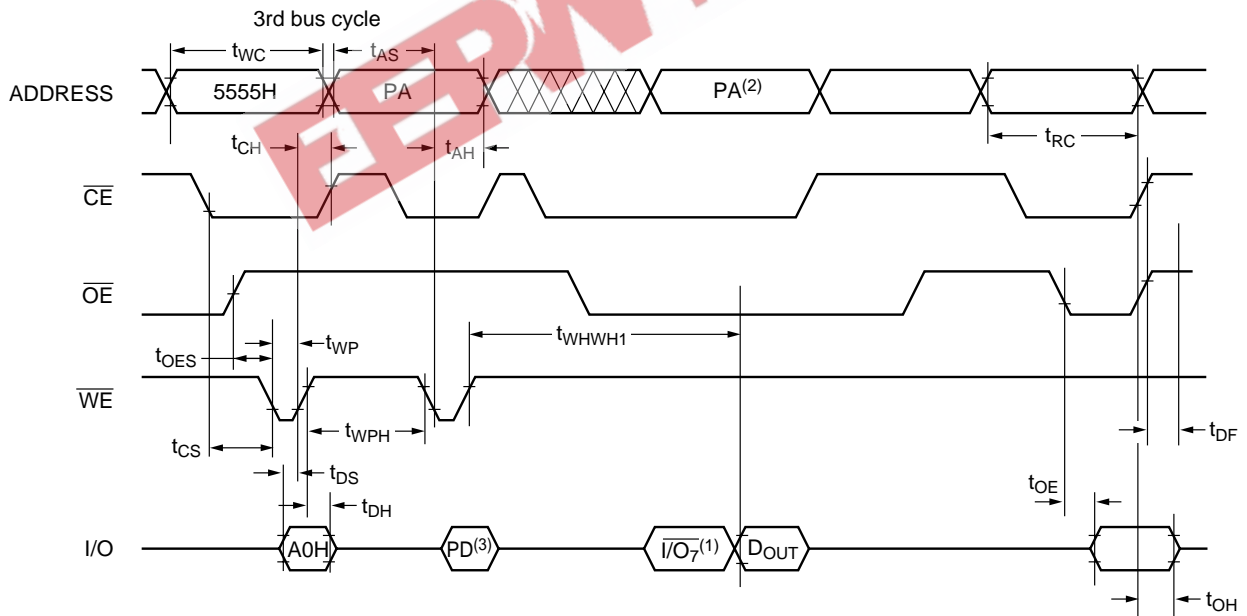 3rd bus cycle
tWC
tAS
ADDRESS
5555H
PA
PA(2)
tCH
tAH
tRC
CE
OE
tOES
tWP
tWHWH1
WE
tCS
tWPH
tDS
tDH
tOE
tDF
I/O
A0H
PD(3)
I/O7(1)
DOUT
tOH